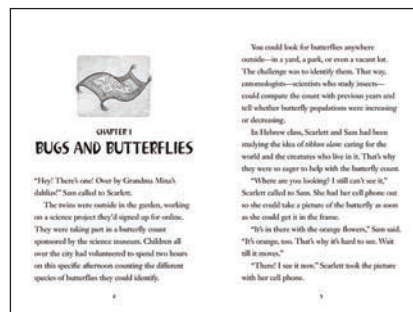 CHAPTER 1
BUGS AND BUTTERFLIES
"Hey! There's one! Over by Grandma Mina's
dahlias!" Sam called to Scarlett.
The twins were outside in the garden, working
on a science project they'd signed up for online.
They were taking part in a butterfly count
sponsored by the science museum. Children all
over the city had volunteered to spend two hours
on this specific afternoon counting the different
species of butterflies they could identify.
4
You could look for butterflies anywhere
outside—in a yard, a park, or even a vacant lot.
The challenge was to identify them. That way,
entomologists—scientists who study insects—
could compare the count with previous years and
tell whether butterfly populations were increasing
or decreasing.
In Hebrew class, Scarlett and Sam had been
studying the idea of tikkun olam: caring for the
world and the creatures who live in it. That's why
they were so eager to help with the butterfly count.
"Where are you looking? I still can't see it,"
Scarlett called to Sam. She had her cell phone out
so she could take a picture of the butterfly as soon
as she could get it in the frame.
"It's in there with the orange flowers," Sam said.
"It's orange, too. That's why it's hard to see. Wait
till it moves."
"There! I see it now." Scarlett took the picture
with her cell phone.
5